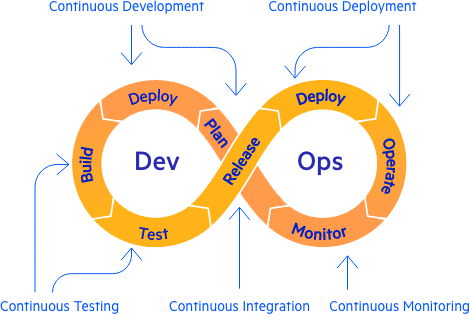 Continuous Development
Continuous Deployment
Deploy
Plan
Deploy
Build
Dev
Release
Ops
Operate
Test
Monitor
Continuous Testing
Continuous Integration
Continuous Monitoring